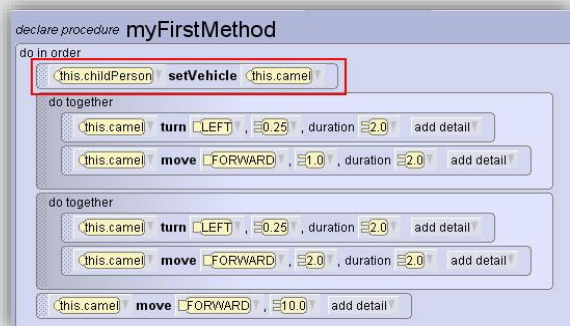 declare procedure myFirstMethod
do in order
this.childPerson setVehicle this.camel
do together
this.camel turn LEFT , 0.25 , duration 2.0 add detail
this.camel move FORWARD , 1.0 , duration 2.0 add detail
do together
this.camel turn LEFT , 0.25 , duration 2.0 add detail
this.camel move FORWARD , 2.0 , duration 2.0 add detail
this.camel move FORWARD , 10.0 add detail